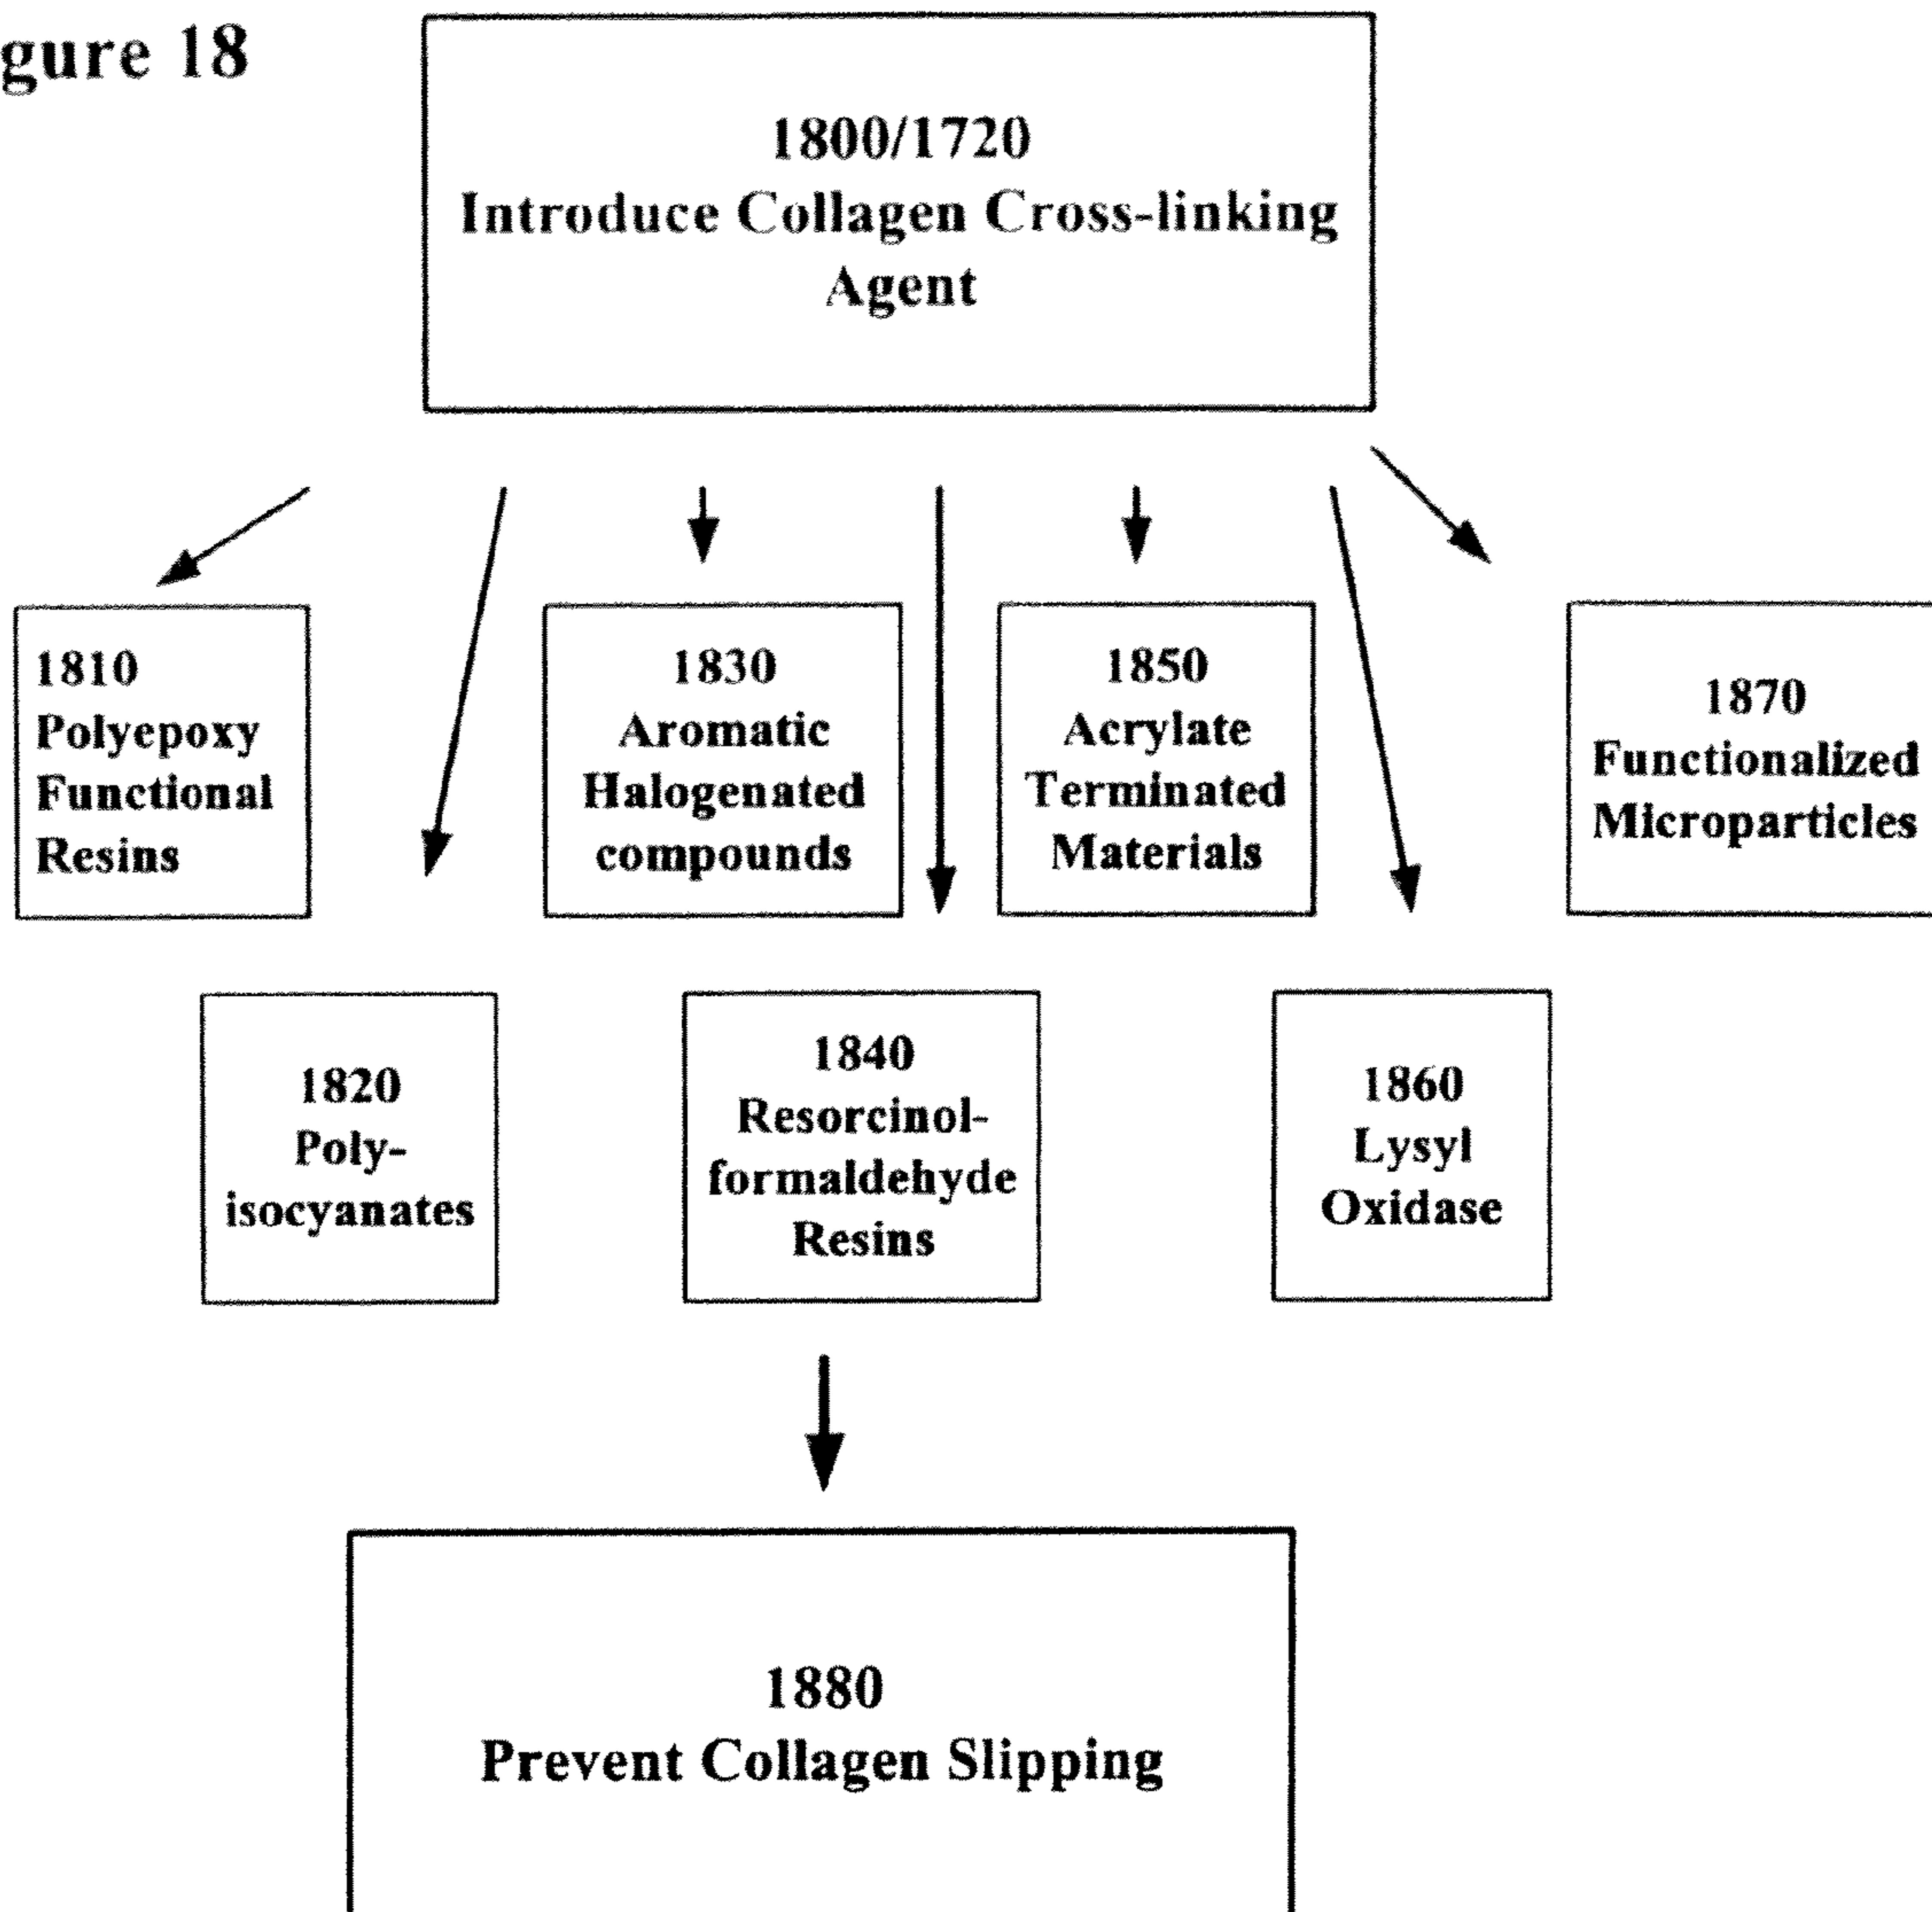 gure 18
1800/1720
Introduce Collagen Cross-linking
Agent
1810
Polyepoxy
Functional
Resins
1830
Aromatic
Halogenated
compounds
1850
Acrylate
Terminated
Materials
1870
Functionalized
Microparticles
1820
Poly-
isocyanates
1840
Resorcinol-
formaldehyde
Resins
1860
Lysyl
Oxidase
1880
Prevent Collagen Slipping